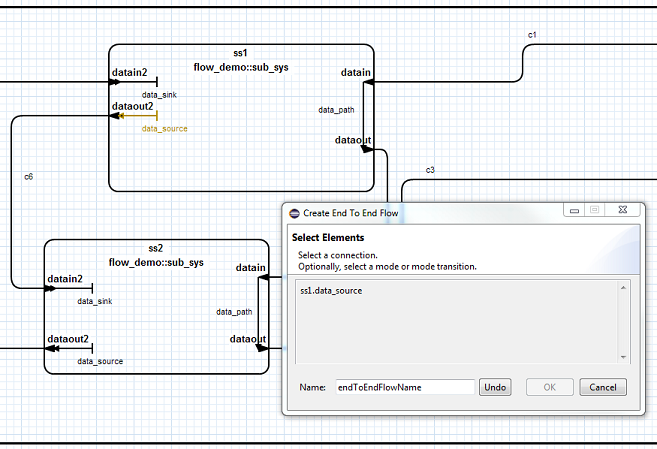 c1
ss1
flow_demo::sub_sys
datain2
datain
data_sink
dataout2
data_path
data_source
dataout
c6
c3
Create End To End Flow
Select Elements
Select a connection.
Optionally, select a mode or mode transition.
ss1.data_source
Name:
endToEndFlowName
Undo
OK
Cancel
ss2
flow_demo::sub_sys
datain
datain2
data_sink
data_path
dataout2
dataout
data_source